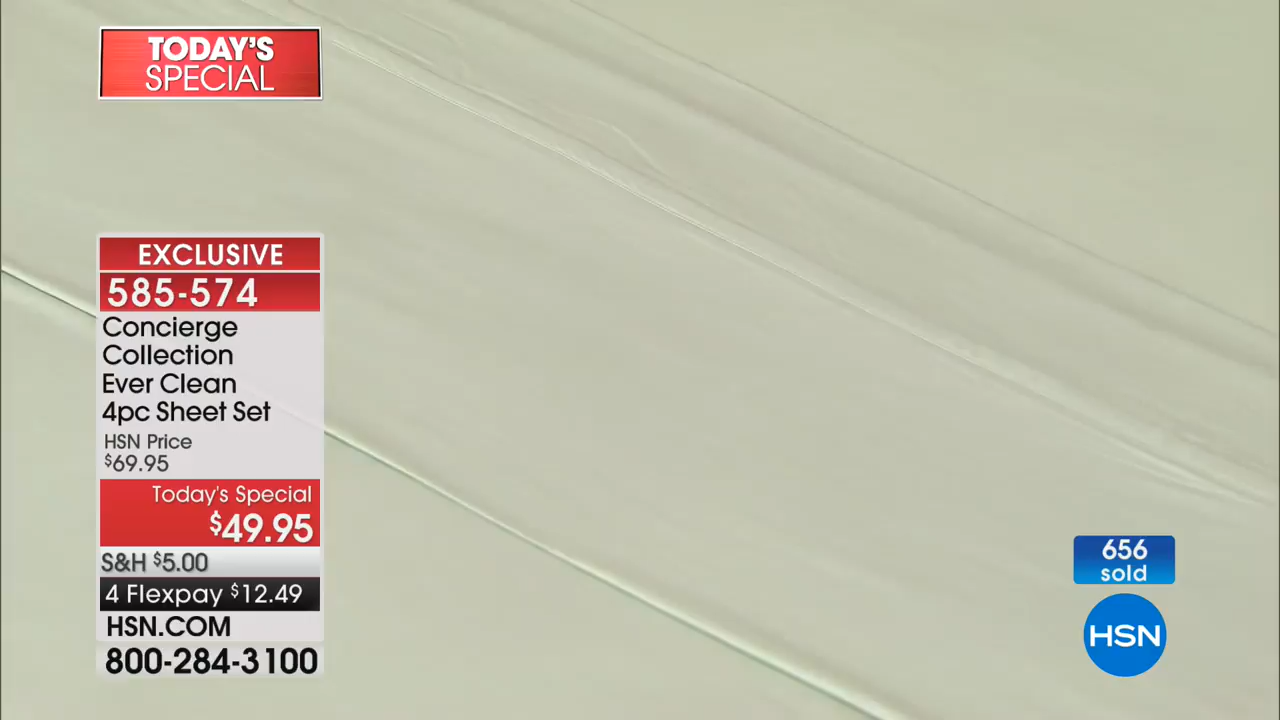 TODAY'S
SPECIAL
EXCLUSIVE
585-574
Concierge
Collection
Ever Clean
4pc Sheet Set
HSN Price
$69.95
Today's Special
$49.95
S&H $5.00
4 Flexpay $12.49
HSN.COM
800-284-3100
656
sold
HSN